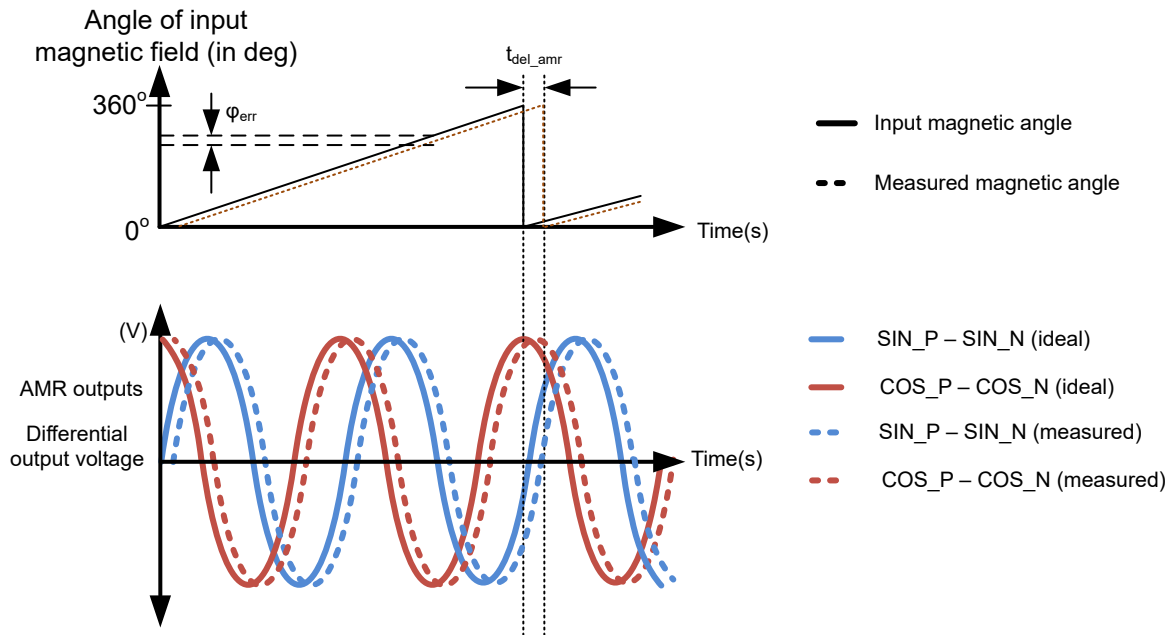 Angle of input
magnetic field (in deg)
t_del_amr
360°
φ_err
0°
Time(s)
Input magnetic angle
Measured magnetic angle
(V)
AMR outputs
Differential
output voltage
Time(s)
SIN_P – SIN_N (ideal)
COS_P – COS_N (ideal)
SIN_P – SIN_N (measured)
COS_P – COS_N (measured)